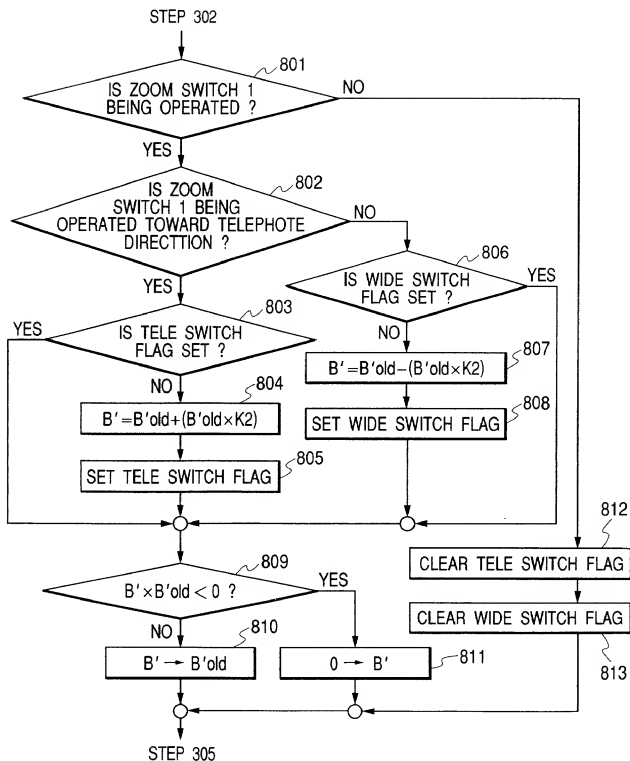 STEP 302
801
IS ZOOM SWITCH 1
BEING OPERATED ?
NO
YES
802
IS ZOOM
SWITCH 1 BEING
OPERATED TOWARD TELEPHOTE
DIRECTTION ?
NO
YES
806
IS WIDE SWITCH
FLAG SET ?
YES
NO
803
IS TELE SWITCH
FLAG SET ?
YES
NO
804
B'=B'old+(B'old×K2)
807
B'=B'old−(B'old×K2)
808
SET WIDE SWITCH FLAG
805
SET TELE SWITCH FLAG
809
B'×B'old < 0 ?
YES
NO
810
B' → B'old
811
0 → B'
812
CLEAR TELE SWITCH FLAG
CLEAR WIDE SWITCH FLAG
813
STEP 305